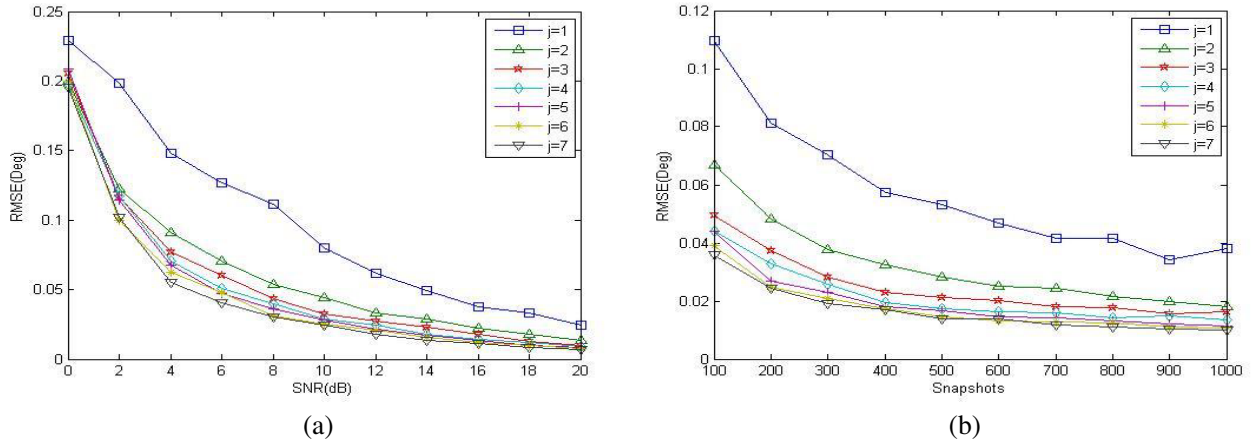 0.25
0.2
0.15
0.1
0.05
0
RMSE(Deg)
0 2 4 6 8 10 12 14 16 18 20
SNR(dB)
j=1
j=2
j=3
j=4
j=5
j=6
j=7
(a)
0.12
0.1
0.08
0.06
0.04
0.02
0
RMSE(Deg)
100 200 300 400 500 600 700 800 900 1000
Snapshots
j=1
j=2
j=3
j=4
j=5
j=6
j=7
(b)